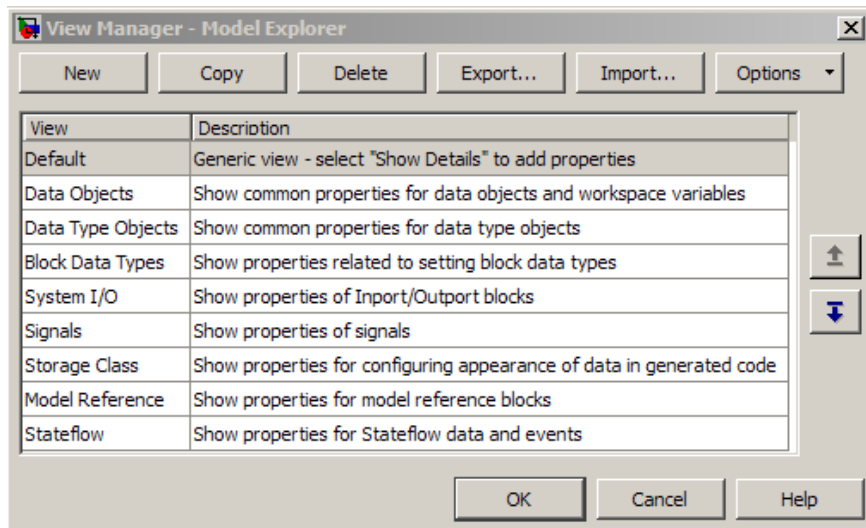 View Manager - Model Explorer
New Copy Delete Export... Import... Options
View Description
Default Generic view - select "Show Details" to add properties
Data Objects Show common properties for data objects and workspace variables
Data Type Objects Show common properties for data type objects
Block Data Types Show properties related to setting block data types
System I/O Show properties of Inport/Outport blocks
Signals Show properties of signals
Storage Class Show properties for configuring appearance of data in generated code
Model Reference Show properties for model reference blocks
Stateflow Show properties for Stateflow data and events
OK Cancel Help